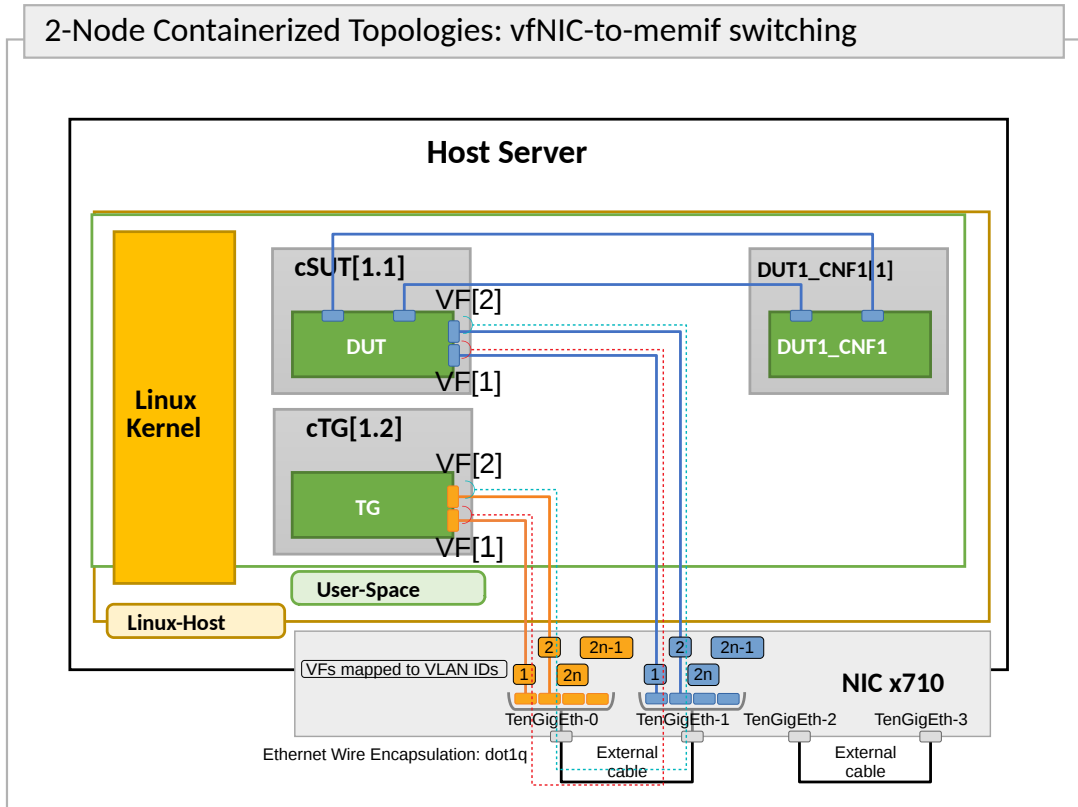 2-Node Containerized Topologies: vfNIC-to-memif switching
Host Server
cSUT[1.1]
DUT1_CNF1[1]
VF[2]
DUT
DUT1_CNF1
VF[1]
Linux
Kernel
cTG[1.2]
VF[2]
TG
VF[1]
User-Space
Linux-Host
2
2n-1
2
2n-1
VFs mapped to VLAN IDs
1
2n
1
2n
NIC x710
TenGigEth-0
TenGigEth-1
TenGigEth-2
TenGigEth-3
Ethernet Wire Encapsulation: dot1q
External
cable
External
cable